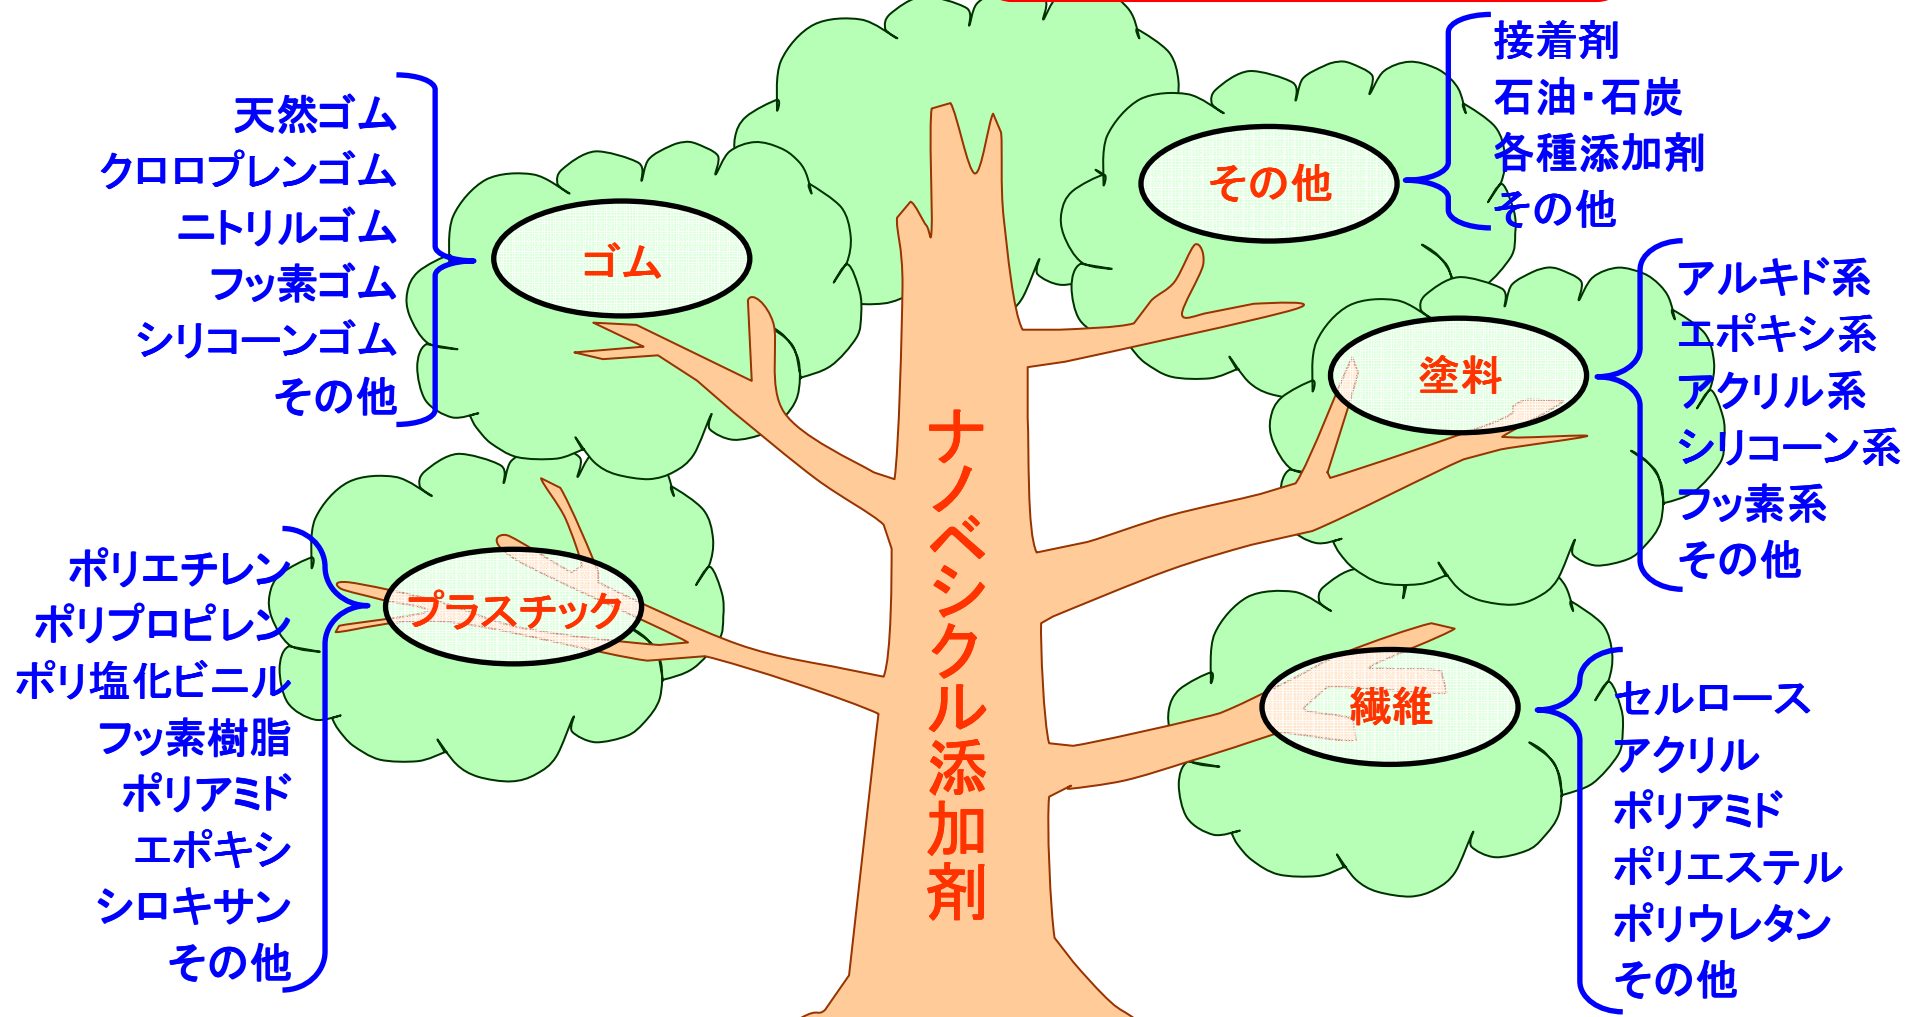 ナノベシクル添加剤
ゴム
天然ゴム
クロロプレンゴム
ニトリルゴム
フッ素ゴム
シリコーンゴム
その他
プラスチック
ポリエチレン
ポリプロピレン
ポリ塩化ビニル
フッ素樹脂
ポリアミド
エポキシ
シロキサン
その他
その他
接着剤
石油・石炭
各種添加剤
その他
塗料
アルキド系
エポキシ系
アクリル系
シリコーン系
フッ素系
その他
繊維
セルロース
アクリル
ポリアミド
ポリエステル
ポリウレタン
その他